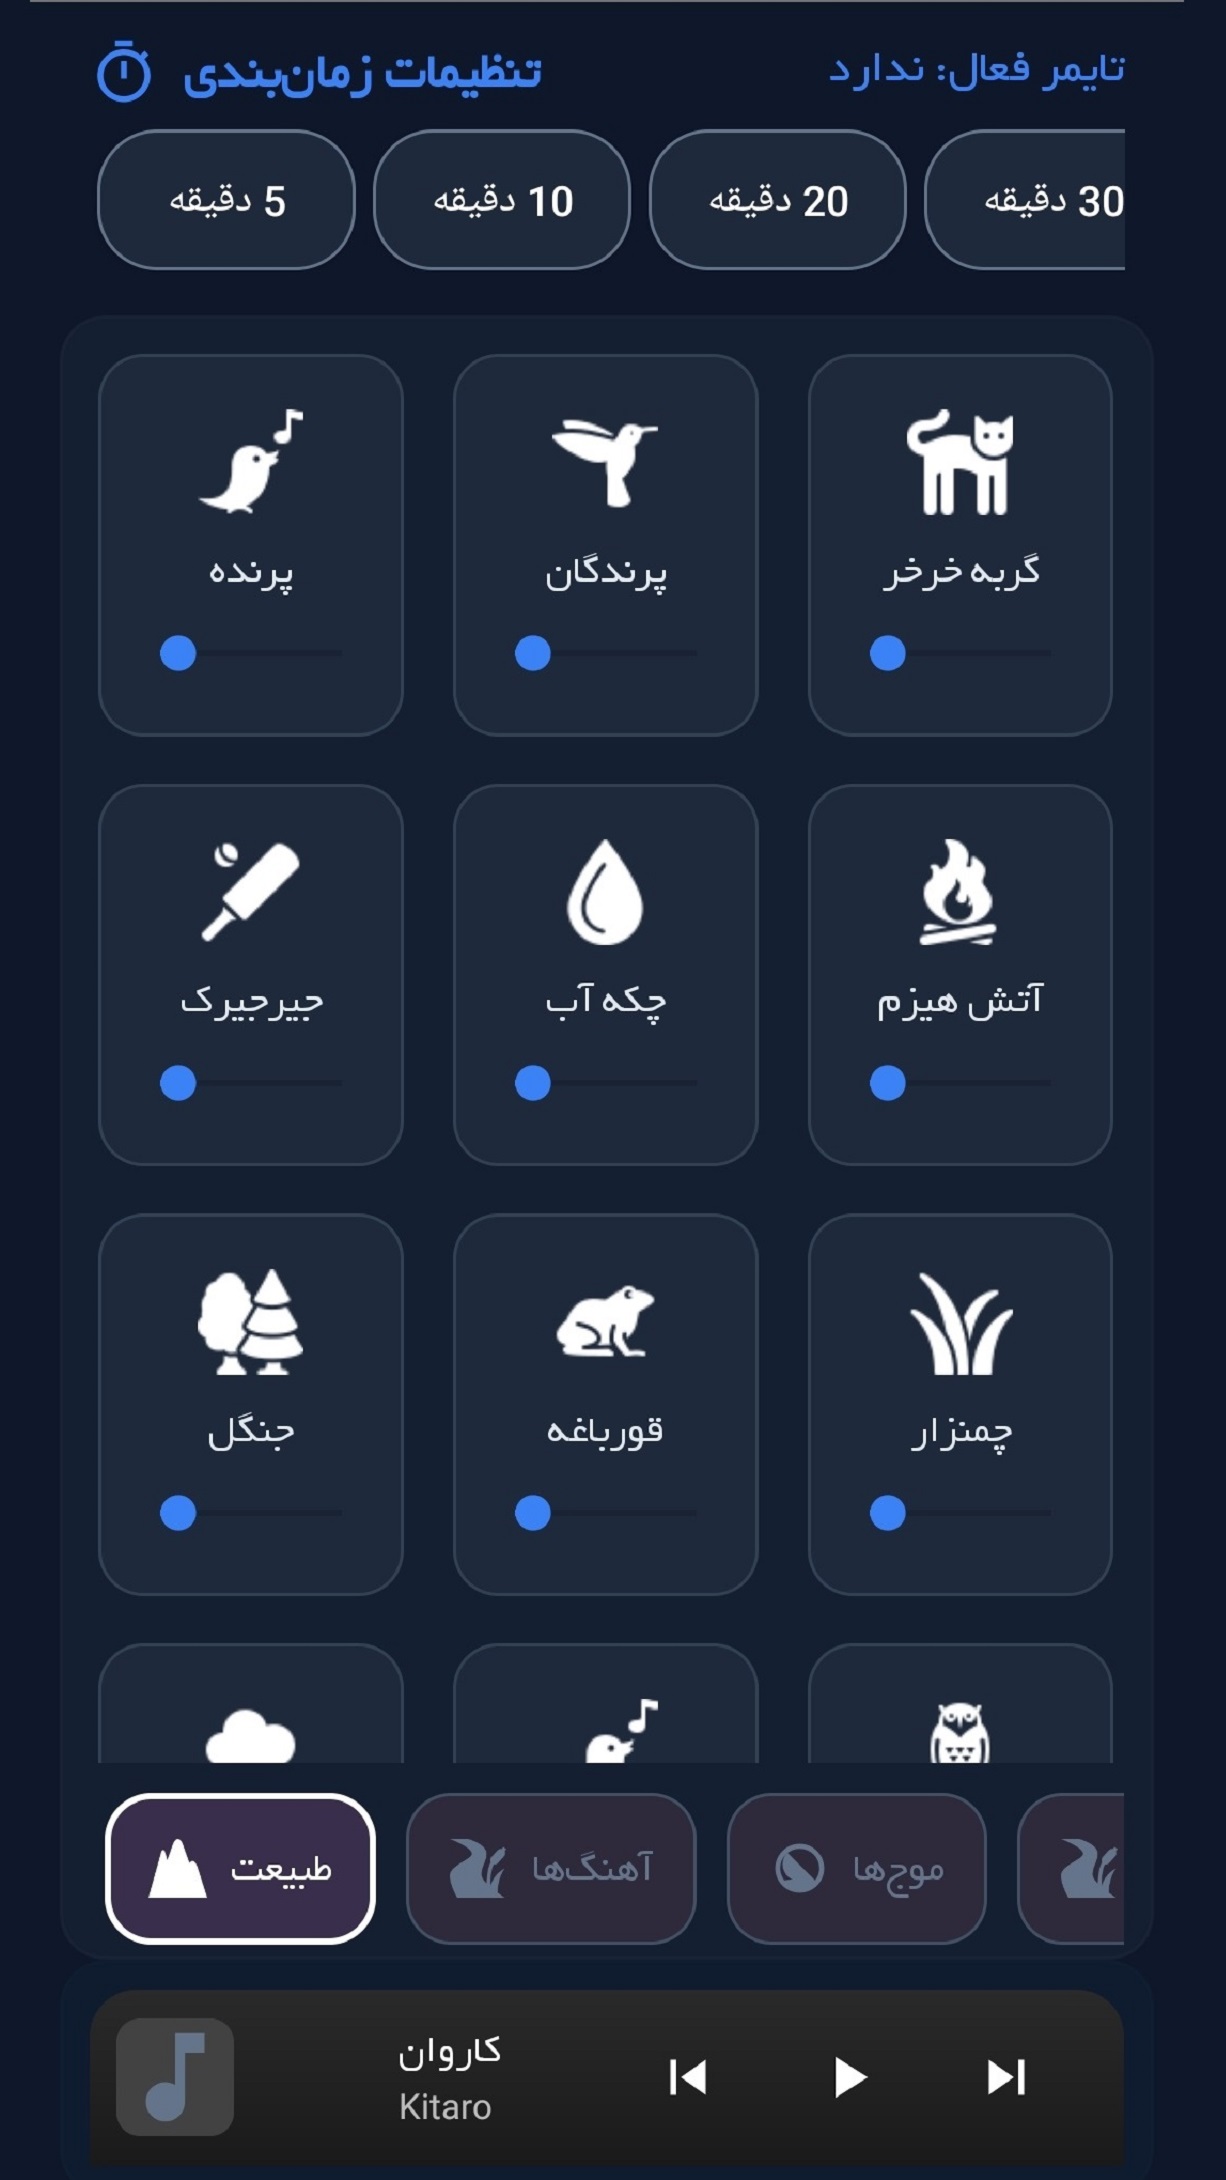 تنظیمات زمان‌بندی
تایمر فعال: ندارد
5 دقیقه
10 دقیقه
20 دقیقه
30 دقیقه
پرنده
پرندگان
گربه خرخر
جیرجیرک
چکه آب
آتش هیزم
جنگل
قورباغه
چمنزار
طبیعت
آهنگ‌ها
موج‌ها
کاروان
Kitaro